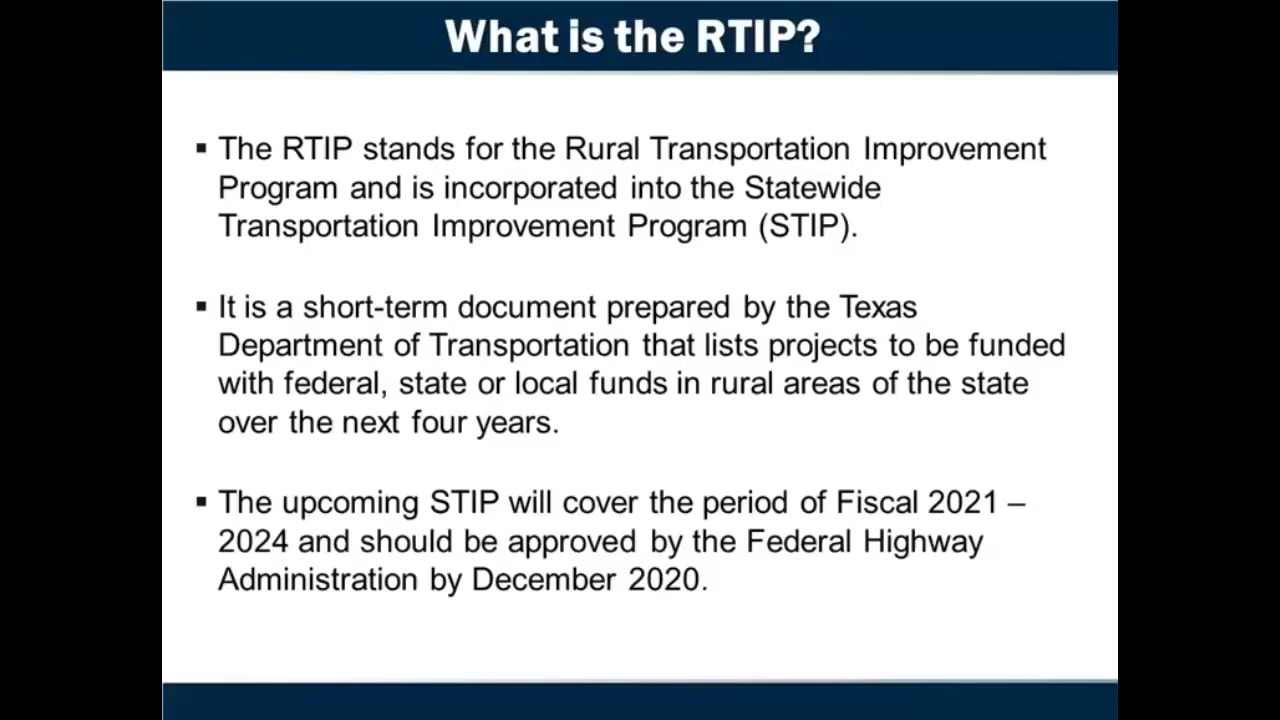 What is the RTIP?
▪ The RTIP stands for the Rural Transportation Improvement
Program and is incorporated into the Statewide
Transportation Improvement Program (STIP).
▪ It is a short-term document prepared by the Texas
Department of Transportation that lists projects to be funded
with federal, state or local funds in rural areas of the state
over the next four years.
▪ The upcoming STIP will cover the period of Fiscal 2021 –
2024 and should be approved by the Federal Highway
Administration by December 2020.